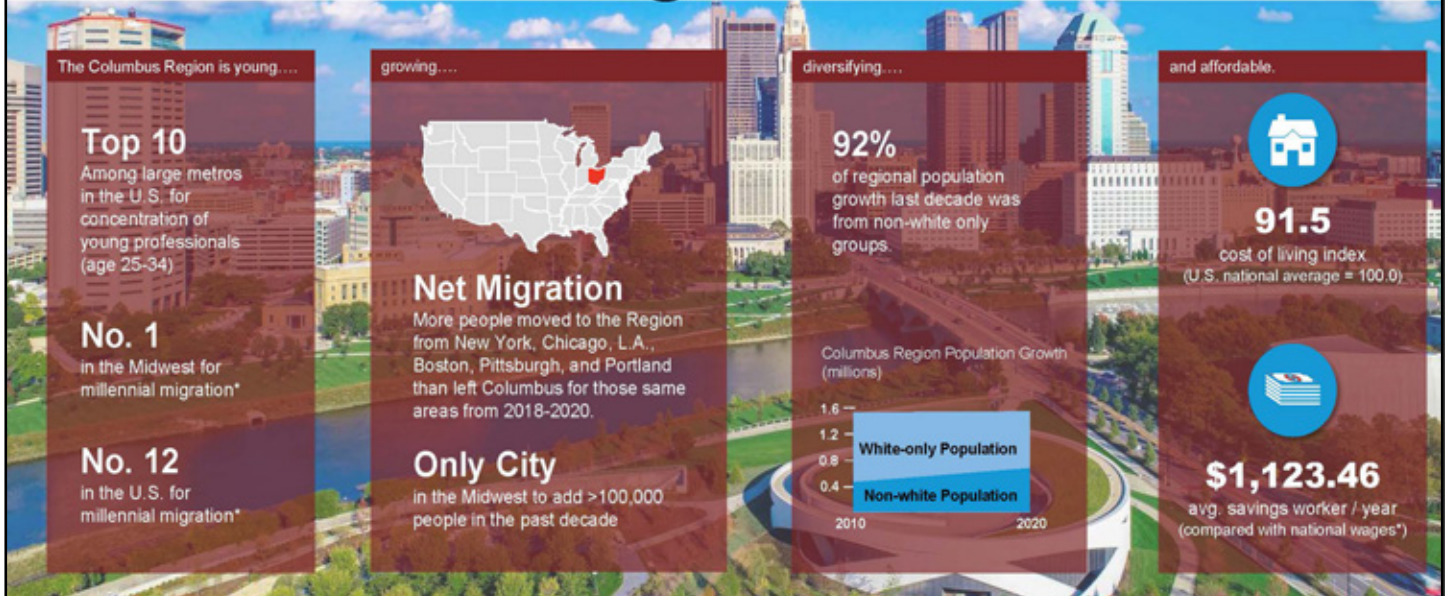 The Columbus Region is young....
Top 10
Among large metros
in the U.S. for
concentration of
young professionals
(age 25-34)
No. 1
in the Midwest for
millennial migration*
No. 12
in the U.S. for
millennial migration*
growing....
Net Migration
More people moved to the Region
from New York, Chicago, L.A.,
Boston, Pittsburgh, and Portland
than left Columbus for those same
areas from 2018-2020.
Only City
in the Midwest to add >100,000
people in the past decade
diversifying....
92%
of regional population
growth last decade was
from non-white only
groups.
Columbus Region Population Growth
(millions)
1.6
1.2
0.8
0.4
White-only Population
Non-white Population
2010 2020
and affordable.
91.5
cost of living index
(U.S. national average = 100.0)
$1,123.46
avg. savings worker / year
(compared with national wages*)